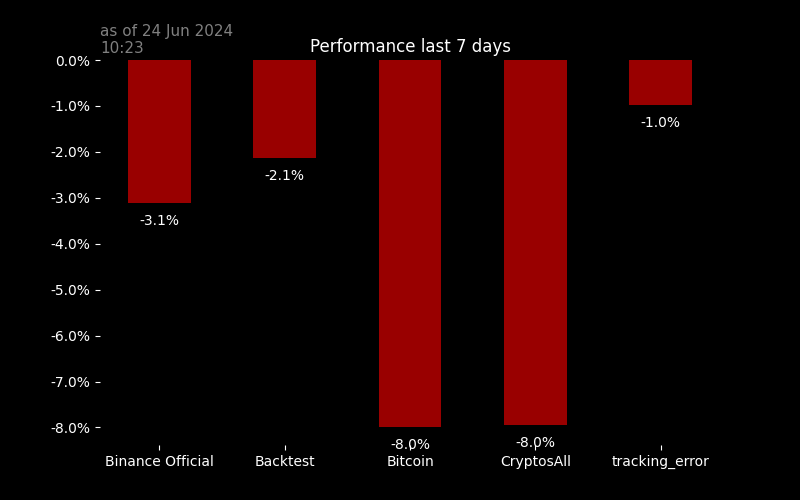 as of 24 Jun 2024
10:23
Performance last 7 days
0.0%
-1.0%
-2.0%
-3.0%
-4.0%
-5.0%
-6.0%
-7.0%
-8.0%
-3.1%
-2.1%
-8.0%
-8.0%
-1.0%
Binance Official
Backtest
Bitcoin
CryptosAll
tracking_error